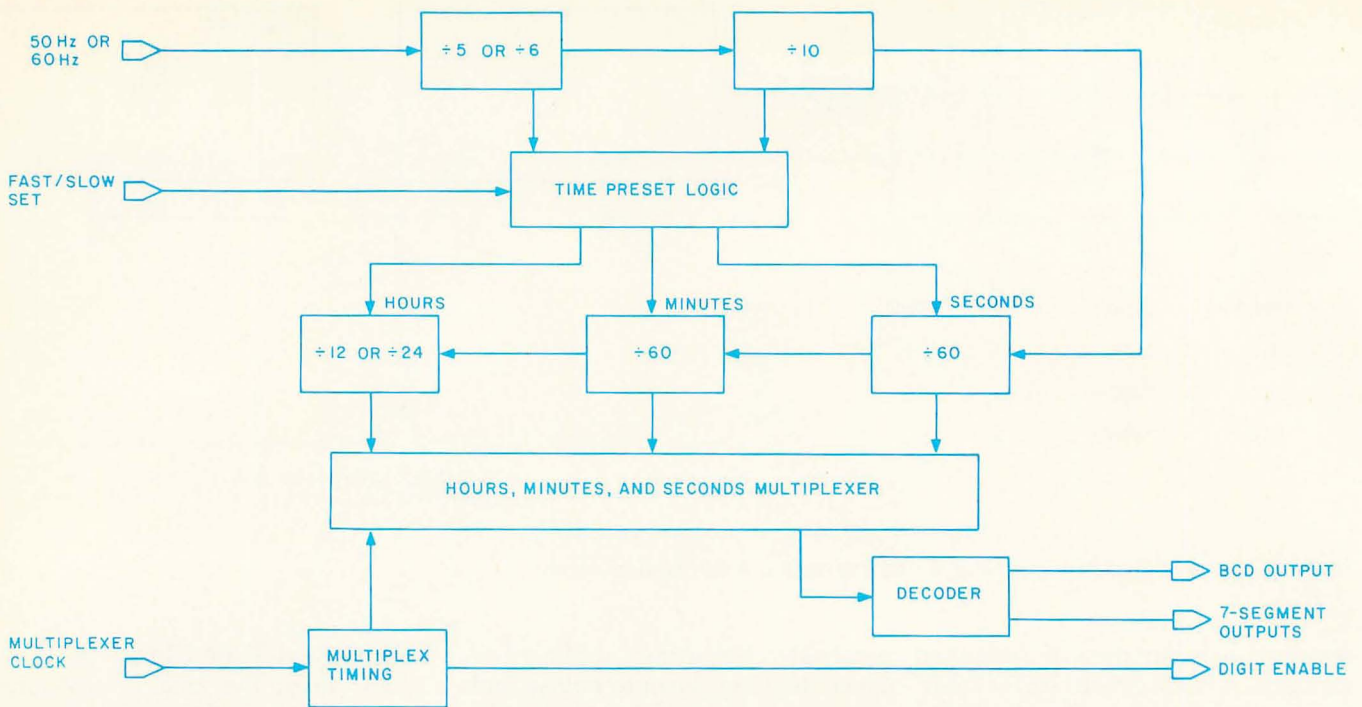 50 Hz OR
60 Hz
÷5 OR ÷6
÷10
FAST/SLOW
SET
TIME PRESET LOGIC
HOURS
MINUTES
SECONDS
÷12 OR ÷24
÷60
÷60
HOURS, MINUTES, AND SECONDS MULTIPLEXER
DECODER
BCD OUTPUT
7-SEGMENT
OUTPUTS
MULTIPLEXER
CLOCK
MULTIPLEX
TIMING
DIGIT ENABLE